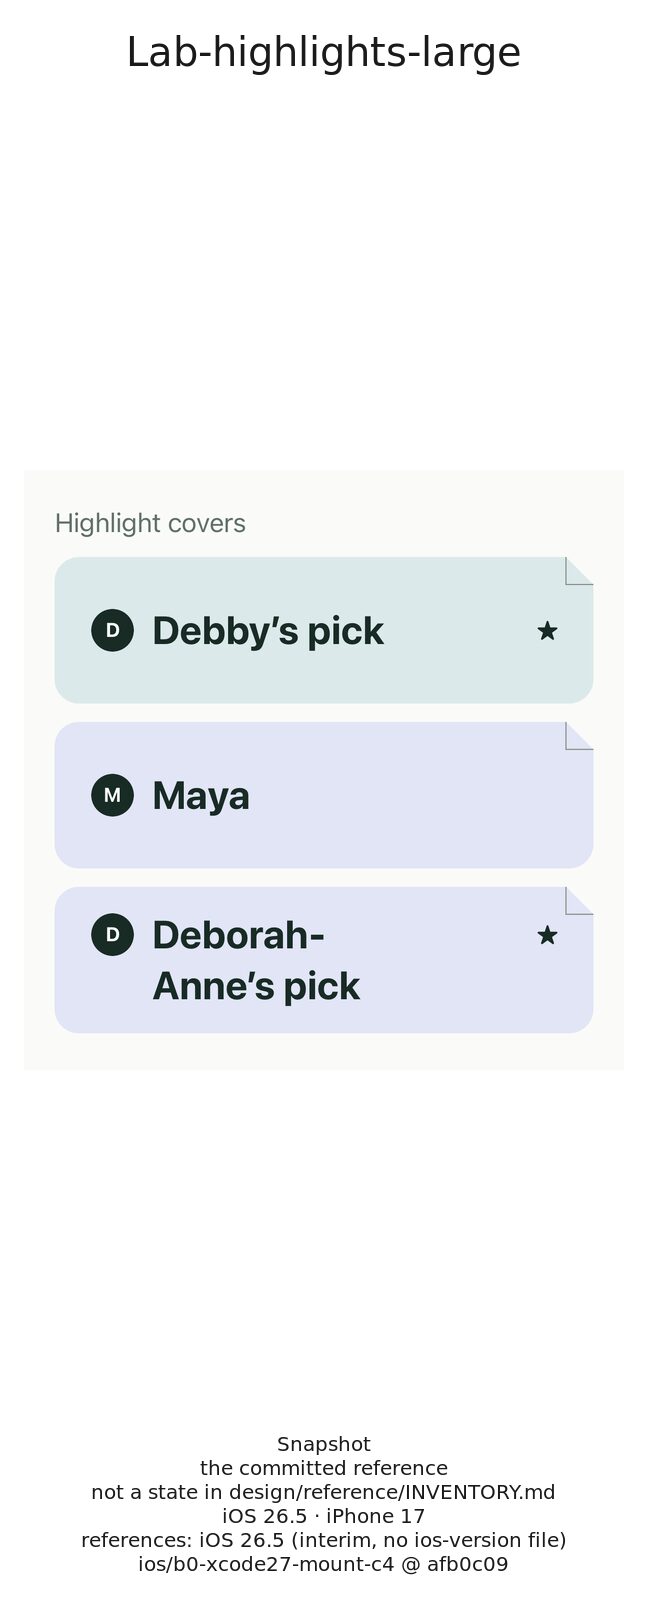 Lab-highlights-large
Highlight covers
D Debby’s pick ★
M Maya
D Deborah-
Anne’s pick ★
Snapshot
the committed reference
not a state in design/reference/INVENTORY.md
iOS 26.5 · iPhone 17
references: iOS 26.5 (interim, no ios-version file)
ios/b0-xcode27-mount-c4 @ afb0c09